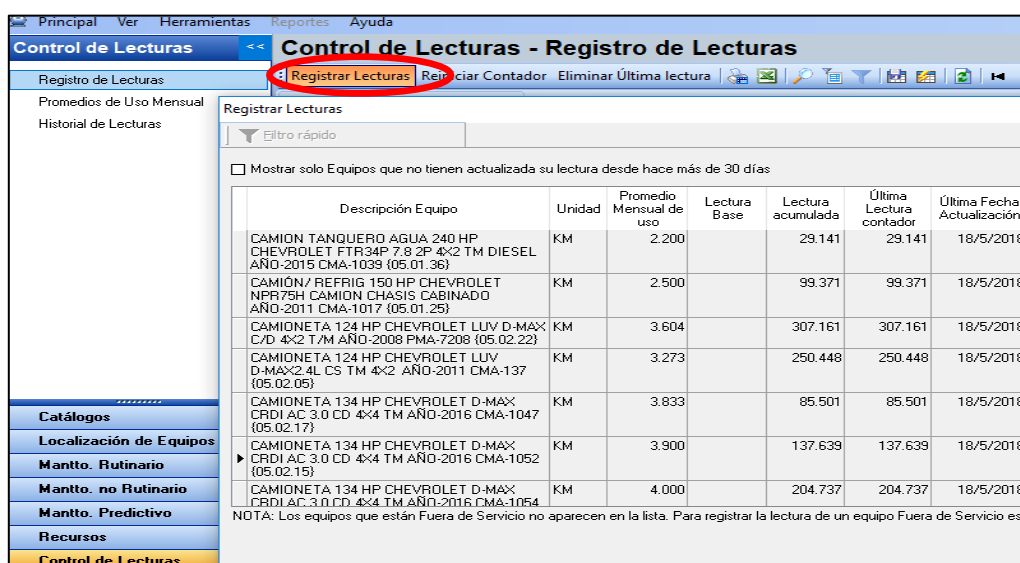 Principal Ver Herramientas Reportes Ayuda
Control de Lecturas <<
Control de Lecturas - Registro de Lecturas
Registro de Lecturas
Promedios de Uso Mensual
Historial de Lecturas
Registrar Lecturas Reiniciar Contador Eliminar Última lectura
Registrar Lecturas
Filtro rápido
Mostrar solo Equipos que no tienen actualizada su lectura desde hace más de 30 días
Descripción Equipo Unidad Promedio Mensual de uso Lectura Base Lectura acumulada Última Lectura contador Última Fecha Actualización
CAMION TANQUERO AGUA 240 HP KM 2.200 29.141 29.141 18/5/2018
CHEVROLET FTR34P 7.8 2P 4X2 TM DIESEL
AÑO-2015 CMA-1039 {05.01.36}
CAMIÓN/ REFRIG 150 HP CHEVROLET KM 2.500 99.371 99.371 18/5/2018
NPR75H CAMION CHASIS CABINADO
AÑO-2011 CMA-1017 {05.01.25}
CAMIONETA 124 HP CHEVROLET LUV D-MAX KM 3.604 307.161 307.161 18/5/2018
C/D 4X2 T/M AÑO-2008 PMA-7208 {05.02.22}
CAMIONETA 124 HP CHEVROLET LUV KM 3.273 250.448 250.448 18/5/2018
D-MAX2.4L CS TM 4X2 AÑO-2011 CMA-137
{05.02.05}
CAMIONETA 134 HP CHEVROLET D-MAX KM 3.833 85.501 85.501 18/5/2018
CRDI AC 3.0 CD 4X4 TM AÑO-2016 CMA-1047
{05.02.17}
CAMIONETA 134 HP CHEVROLET D-MAX KM 3.900 137.639 137.639 18/5/2018
CRDI AC 3.0 CD 4X4 TM AÑO-2016 CMA-1052
{05.02.15}
CAMIONETA 134 HP CHEVROLET D-MAX KM 4.000 204.737 204.737 18/5/2018
CRDI AC 3.0 CD 4X4 TM AÑO-2016 CMA-1054
NOTA: Los equipos que están Fuera de Servicio no aparecen en la lista. Para registrar la lectura de un equipo Fuera de Servicio es
Catálogos
Localización de Equipos
Mantto. Rutinario
Mantto. no Rutinario
Mantto. Predictivo
Recursos
Control de Lecturas